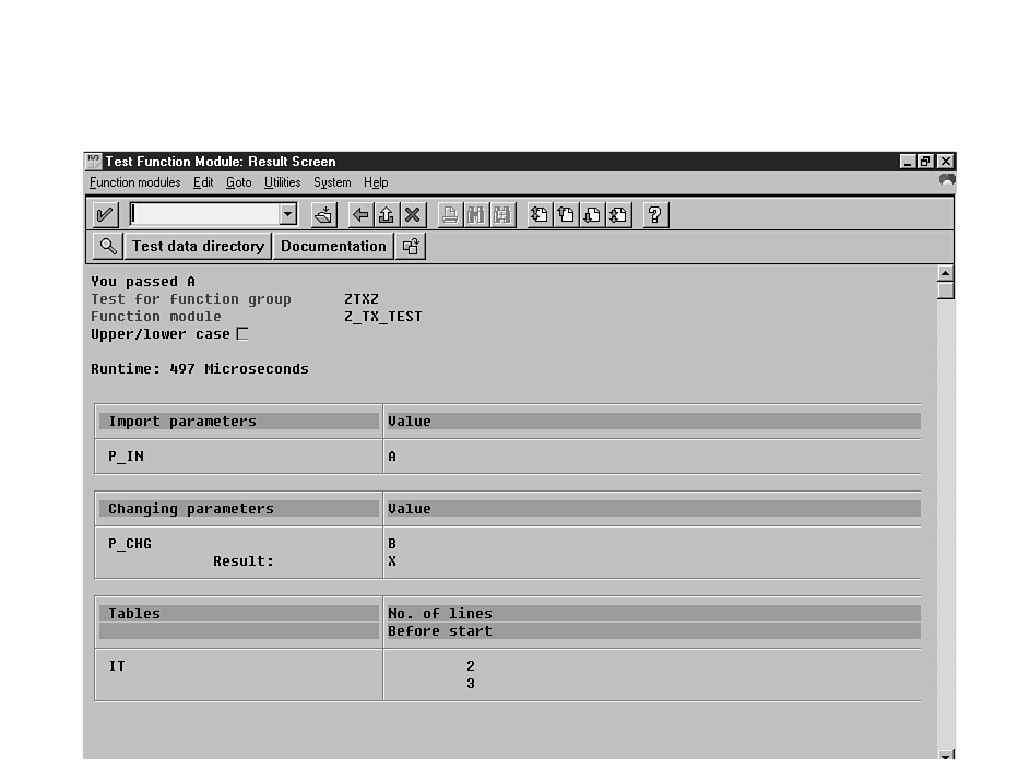 Test Function Module: Result Screen
Function modules Edit Goto Utilities System Help
Test data directory Documentation
You passed A
Test for function group ZTXZ
Function module Z_TX_TEST
Upper/lower case
Runtime: 497 Microseconds
Import parameters Value
P_IN A
Changing parameters Value
P_CHG B
Result: X
Tables No. of lines
Before start
IT 2
3